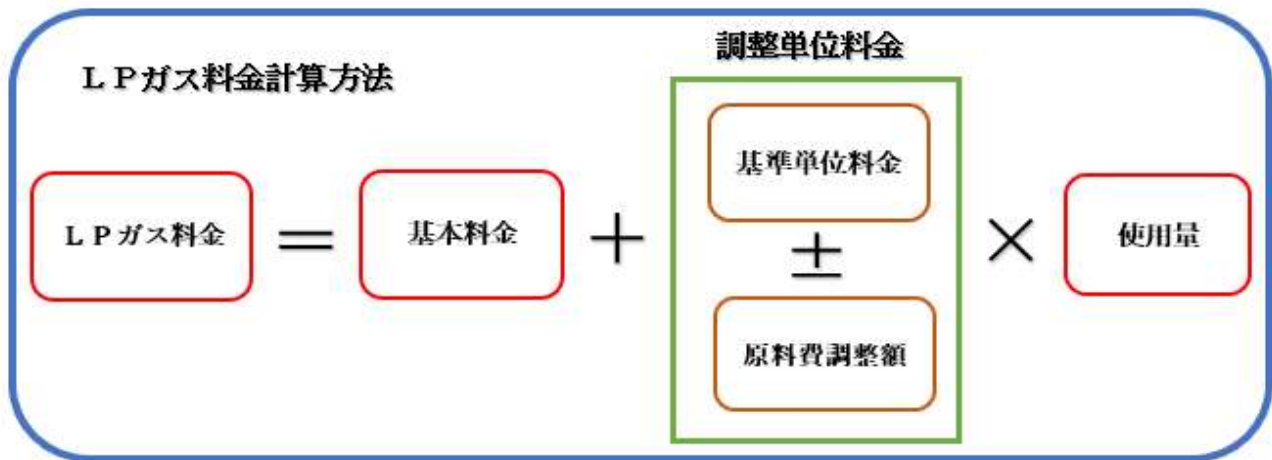 ＬＰガス料金計算方法
調整単位料金
ＬＰガス料金
＝
基本料金
＋
基準単位料金
±
原料費調整額
×
使用量